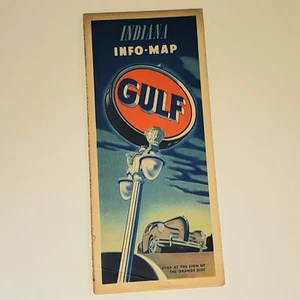 INDIANA
INFO-MAP
GULF
STOP AT THE SIGN OF
THE ORANGE DISC